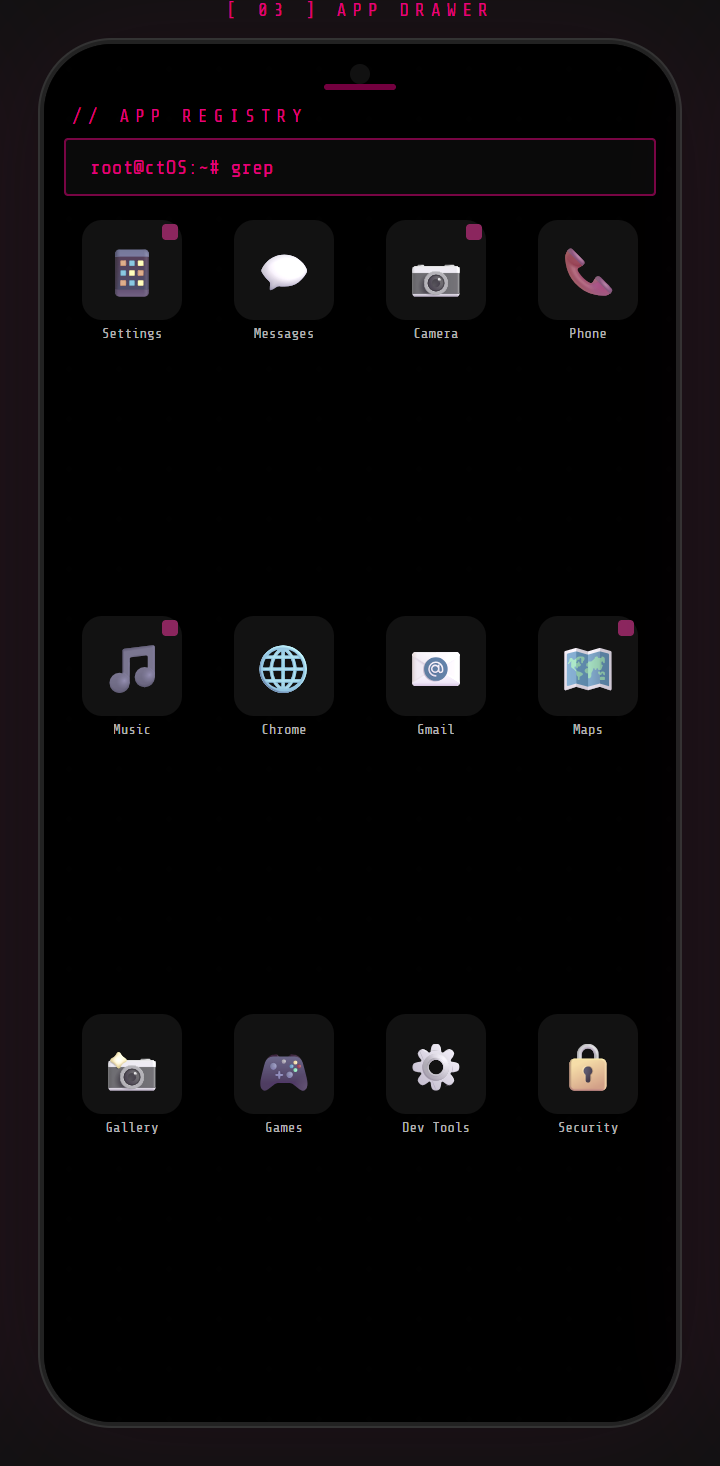 [ 03 ] APP DRAWER
// APP REGISTRY
root@ctOS:~# grep
Settings Messages Camera Phone
Music Chrome Gmail Maps
Gallery Games Dev Tools Security